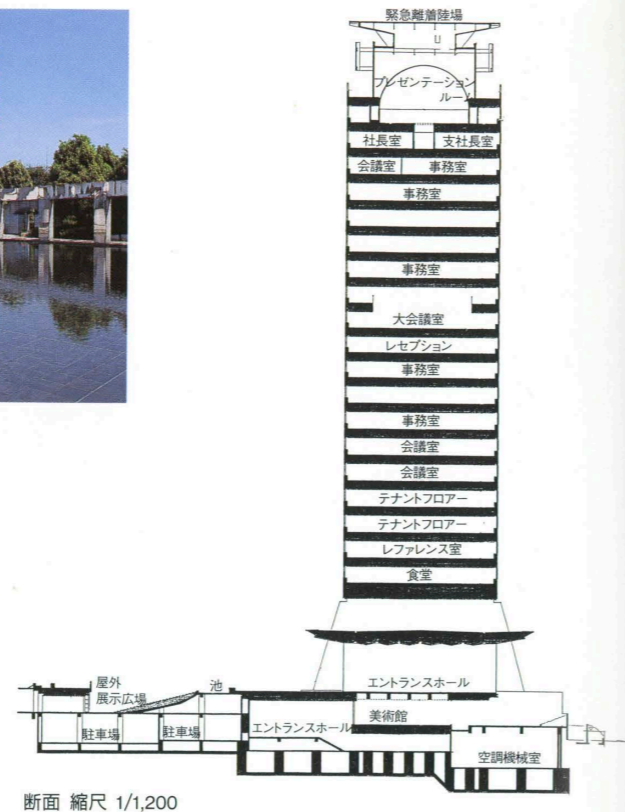 緊急離着陸場
プレゼンテーション
ルーム
社長室 支社長室
会議室 事務室
事務室
事務室
大会議室
レセプション
事務室
事務室
会議室
会議室
テナントフロアー
テナントフロアー
レファレンス室
食堂
エントランスホール
屋外
展示広場
池
美術館
エントランスホール
駐車場 駐車場
空調機械室
断面 縮尺 1/1,200